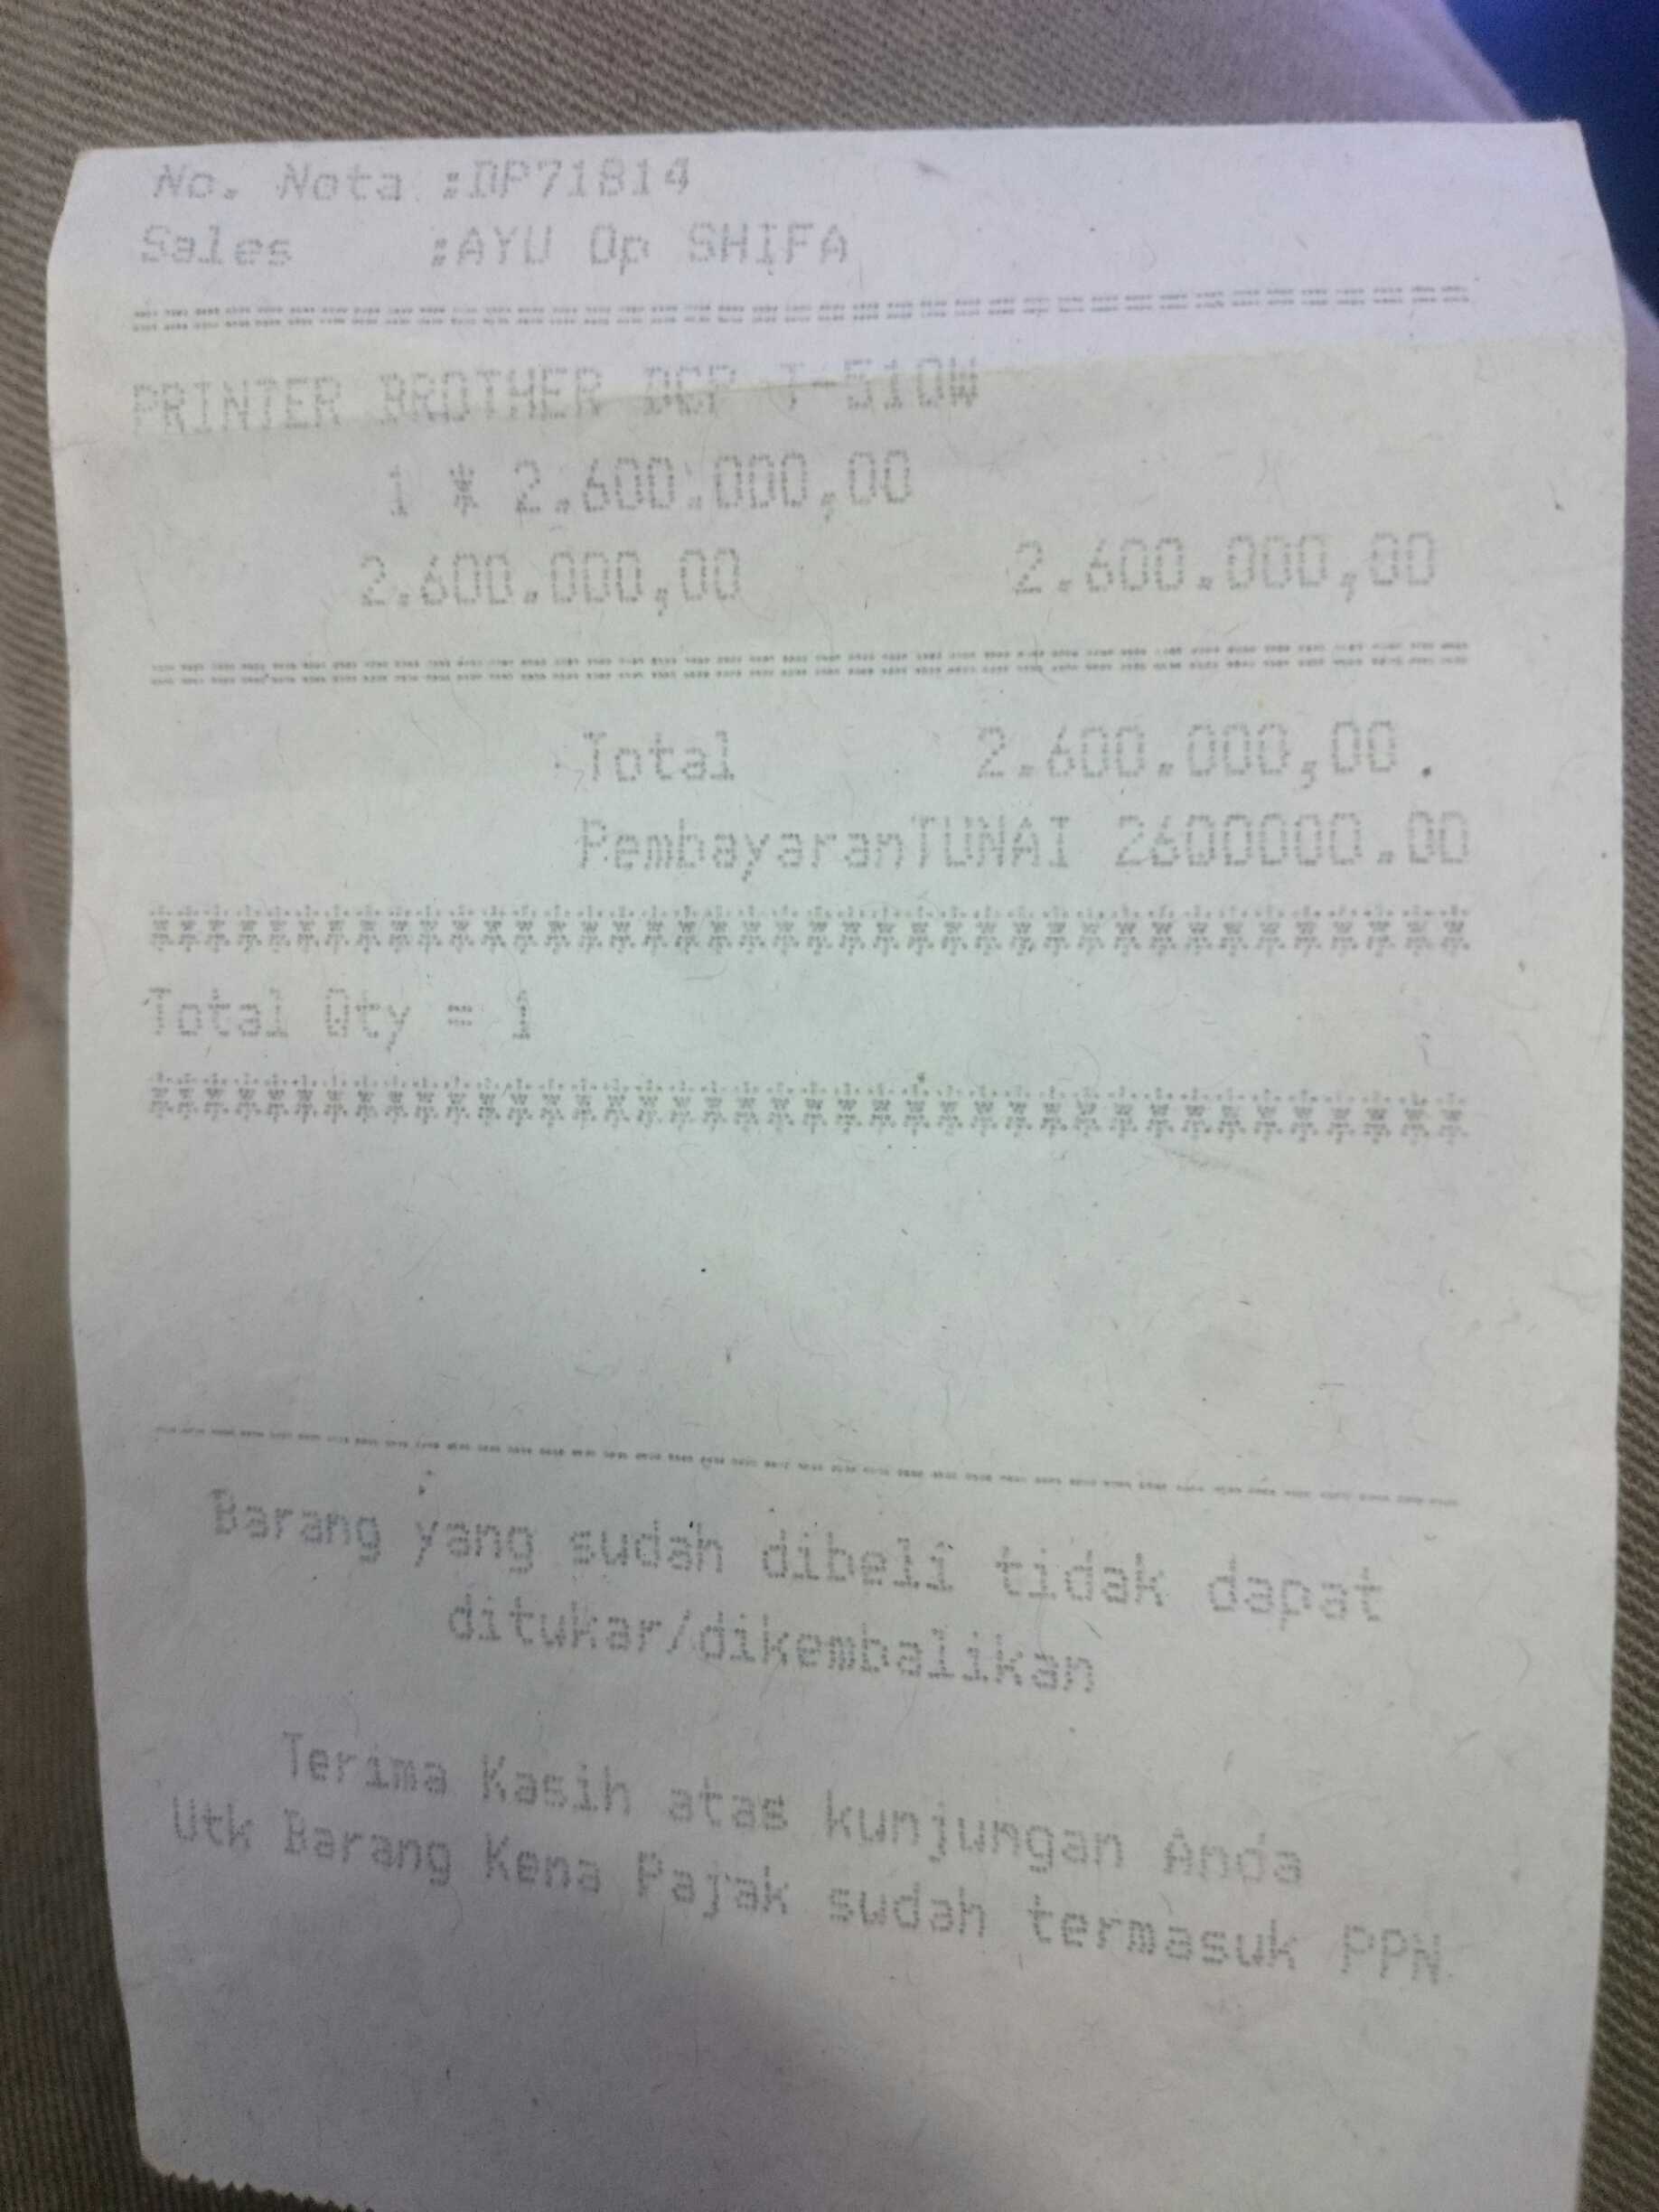 No. Nota :DP71814
Sales :AYU Op SHIFA
================================================
PRINTER BROTHER DCP T-510W
1 * 2.600.000,00
2.600.000,00 2.600.000,00
================================================
Total 2.600.000,00
PembayaranTUNAI 2600000.00
****************************************
Total Qty = 1
****************************************
----------------------------------------
Barang yang sudah dibeli tidak dapat
ditukar/dikembalikan
Terima Kasih atas kunjungan Anda
Utk Barang Kena Pajak sudah termasuk PPN